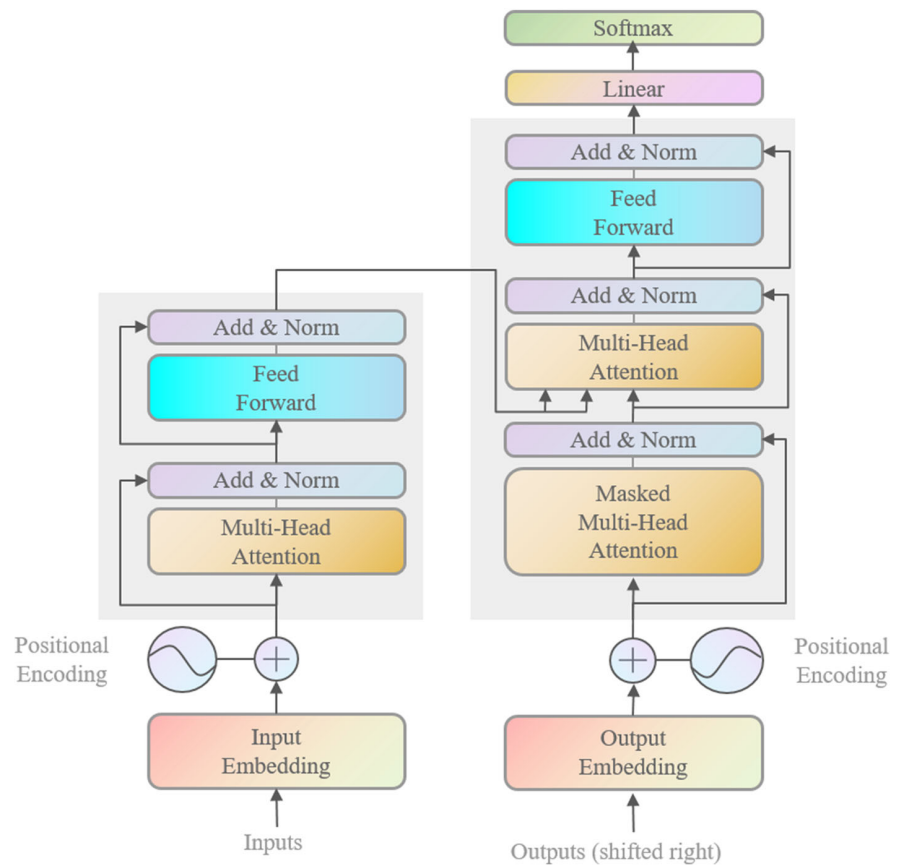 Softmax
Linear
Add & Norm
Feed
Forward
Add & Norm
Multi-Head
Attention
Add & Norm
Masked
Multi-Head
Attention
Positional
Encoding
Output
Embedding
Outputs (shifted right)
Add & Norm
Feed
Forward
Add & Norm
Multi-Head
Attention
Positional
Encoding
Input
Embedding
Inputs